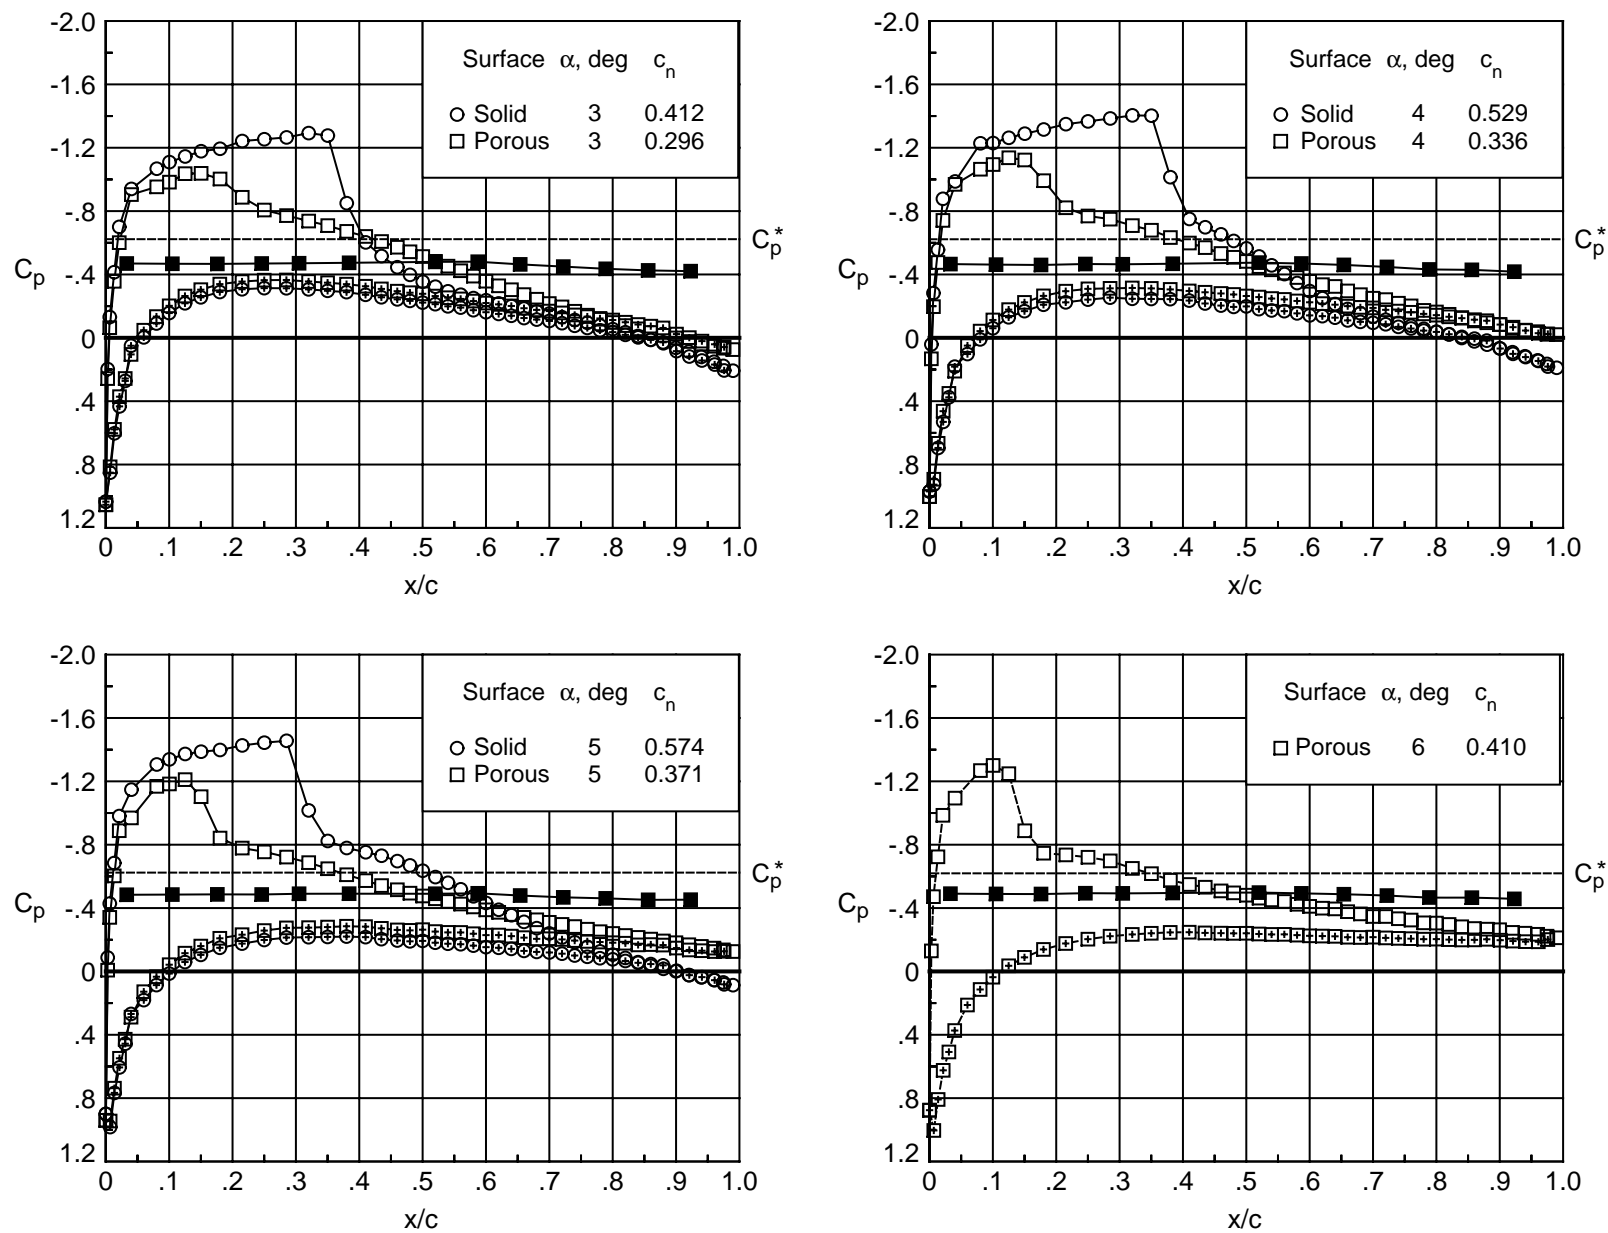 -2.0
-1.6
-1.2
-.8
-.4
0
.4
.8
1.2
C_p
Surface α, deg c_n
Solid 3 0.412
Porous 3 0.296
C_p*
0 .1 .2 .3 .4 .5 .6 .7 .8 .9 1.0
x/c
-2.0
-1.6
-1.2
-.8
-.4
0
.4
.8
1.2
C_p
Surface α, deg c_n
Solid 4 0.529
Porous 4 0.336
C_p*
0 .1 .2 .3 .4 .5 .6 .7 .8 .9 1.0
x/c
-2.0
-1.6
-1.2
-.8
-.4
0
.4
.8
1.2
C_p
Surface α, deg c_n
Solid 5 0.574
Porous 5 0.371
C_p*
0 .1 .2 .3 .4 .5 .6 .7 .8 .9 1.0
x/c
-2.0
-1.6
-1.2
-.8
-.4
0
.4
.8
1.2
C_p
Surface α, deg c_n
Porous 6 0.410
C_p*
0 .1 .2 .3 .4 .5 .6 .7 .8 .9 1.0
x/c